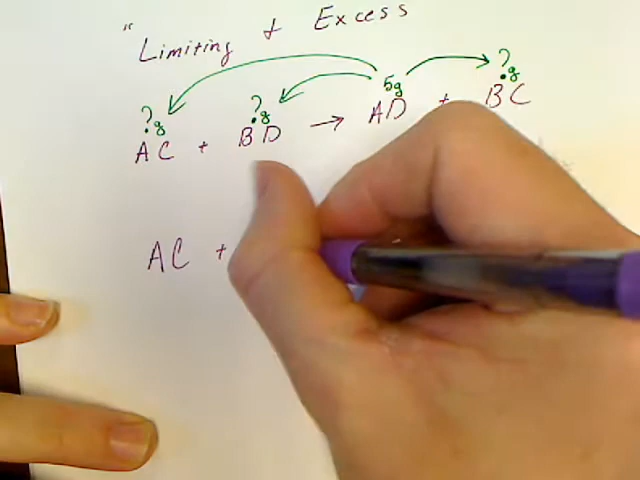 " Limiting + Excess
?g ?g 5g ?g
AC + BD → AD + BC
AC +